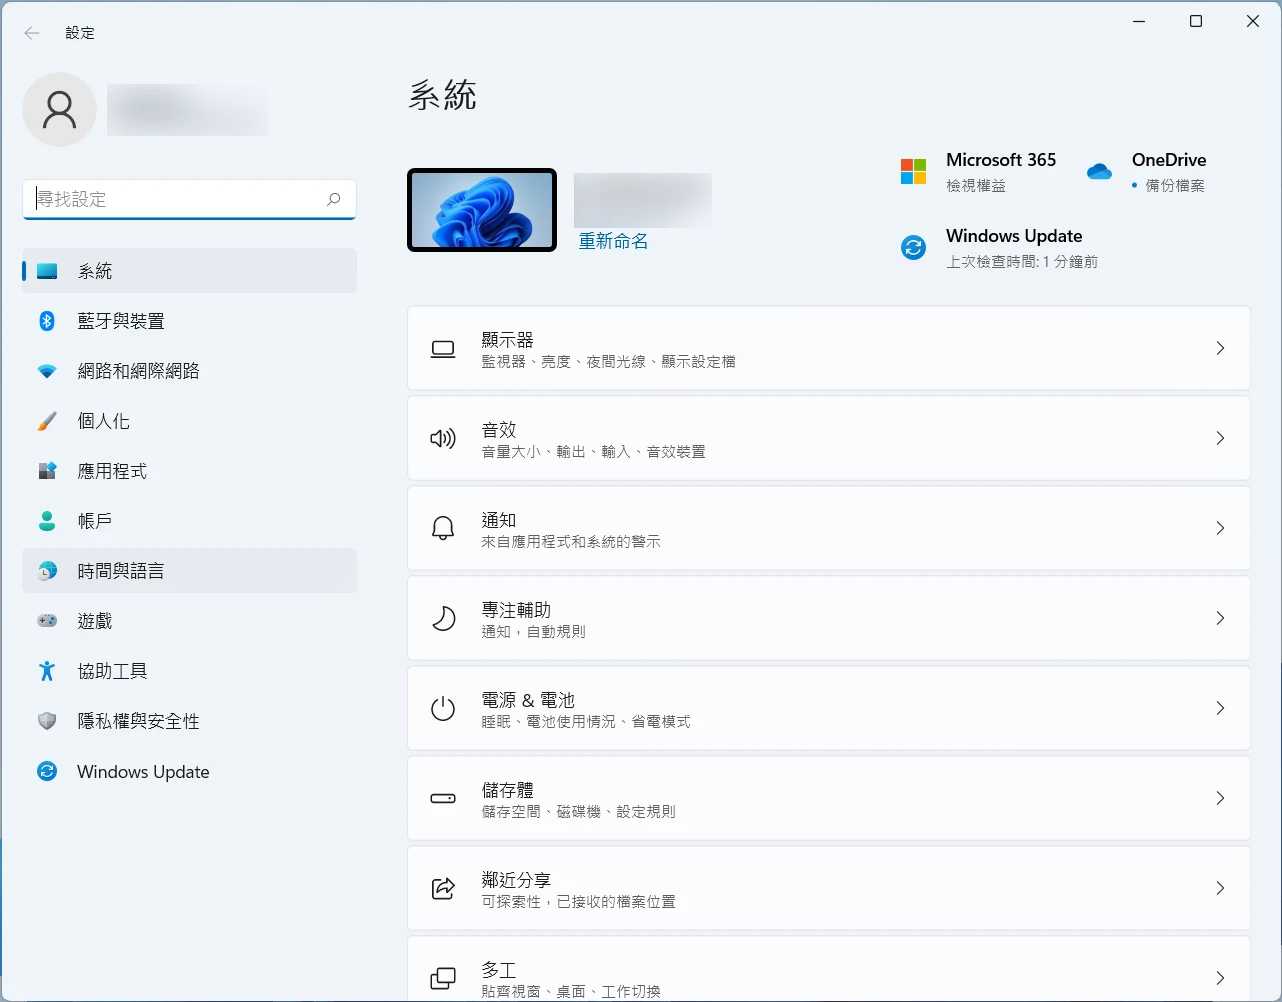 設定
尋找設定
系統
藍牙與裝置
網路和網際網路
個人化
應用程式
帳戶
時間與語言
遊戲
協助工具
隱私權與安全性
Windows Update
系統
重新命名
Microsoft 365
檢視權益
OneDrive
• 備份檔案
Windows Update
上次檢查時間: 1 分鐘前
顯示器
監視器、亮度、夜間光線、顯示設定檔
音效
音量大小、輸出、輸入、音效裝置
通知
來自應用程式和系統的警示
專注輔助
通知，自動規則
電源 & 電池
睡眠、電池使用情況、省電模式
儲存體
儲存空間、磁碟機、設定規則
鄰近分享
可探索性，已接收的檔案位置
多工
貼齊視窗、桌面、工作切換